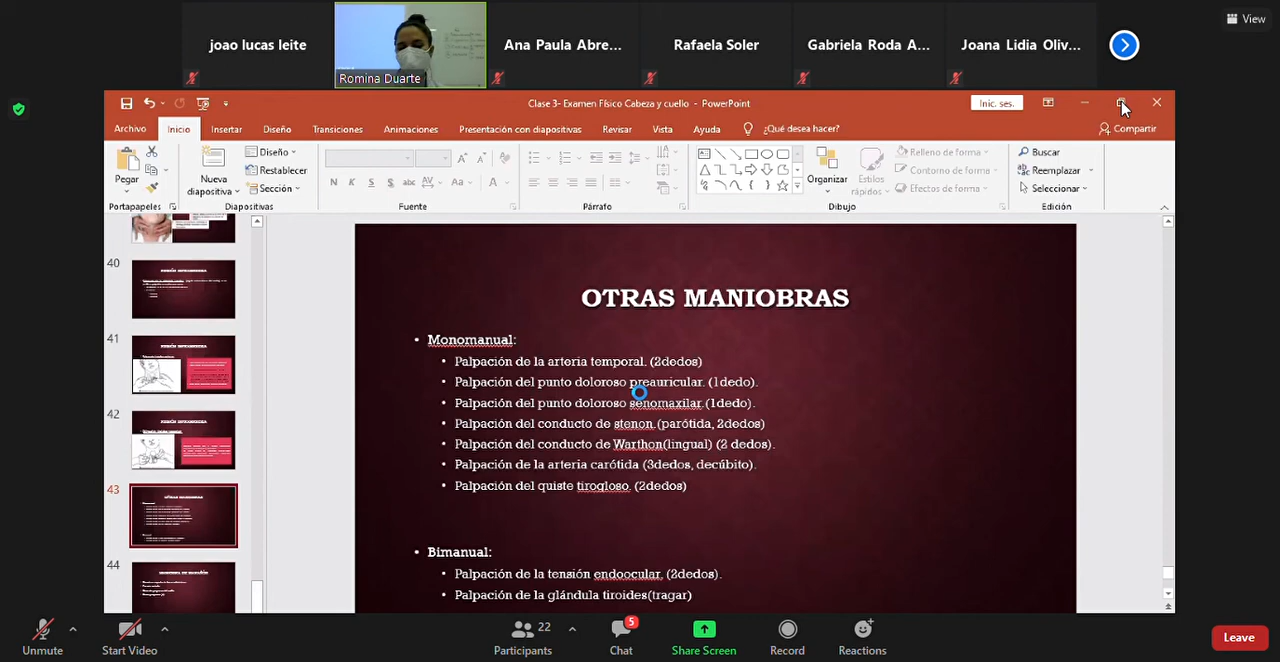 View
joao lucas leite
Romina Duarte
Ana Paula Abre...
Rafaela Soler
Gabriela Roda A...
Joana Lidia Oliv...
Clase 3- Examen Físico Cabeza y cuello - PowerPoint
Inic. ses.
Archivo Inicio Insertar Diseño Transiciones Animaciones Presentación con diapositivas Revisar Vista Ayuda ¿Qué desea hacer? Compartir
Pegar
Nueva diapositiva
Diseño
Restablecer
Sección
N K S S abc AV Aa A
Organizar
Estilos rápidos
Relleno de forma
Contorno de forma
Efectos de forma
Buscar
Reemplazar
Seleccionar
Portapapeles Diapositivas Fuente Párrafo Dibujo Edición
40
41
42
43
44
OTRAS MANIOBRAS
• Monomanual:
• Palpación de la arteria temporal. (2dedos)
• Palpación del punto doloroso preauricular. (1dedo).
• Palpación del punto doloroso senomaxilar.(1dedo).
• Palpación del conducto de stenon.(parótida, 2dedos)
• Palpación del conducto de Warthon(lingual) (2 dedos).
• Palpación de la arteria carótida (3dedos, decúbito).
• Palpación del quiste tirogloso. (2dedos)
• Bimanual:
• Palpación de la tensión endoocular. (2dedos).
• Palpación de la glándula tiroides(tragar)
Unmute
Start Video
22
Participants
5
Chat
Share Screen
Record
Reactions
Leave